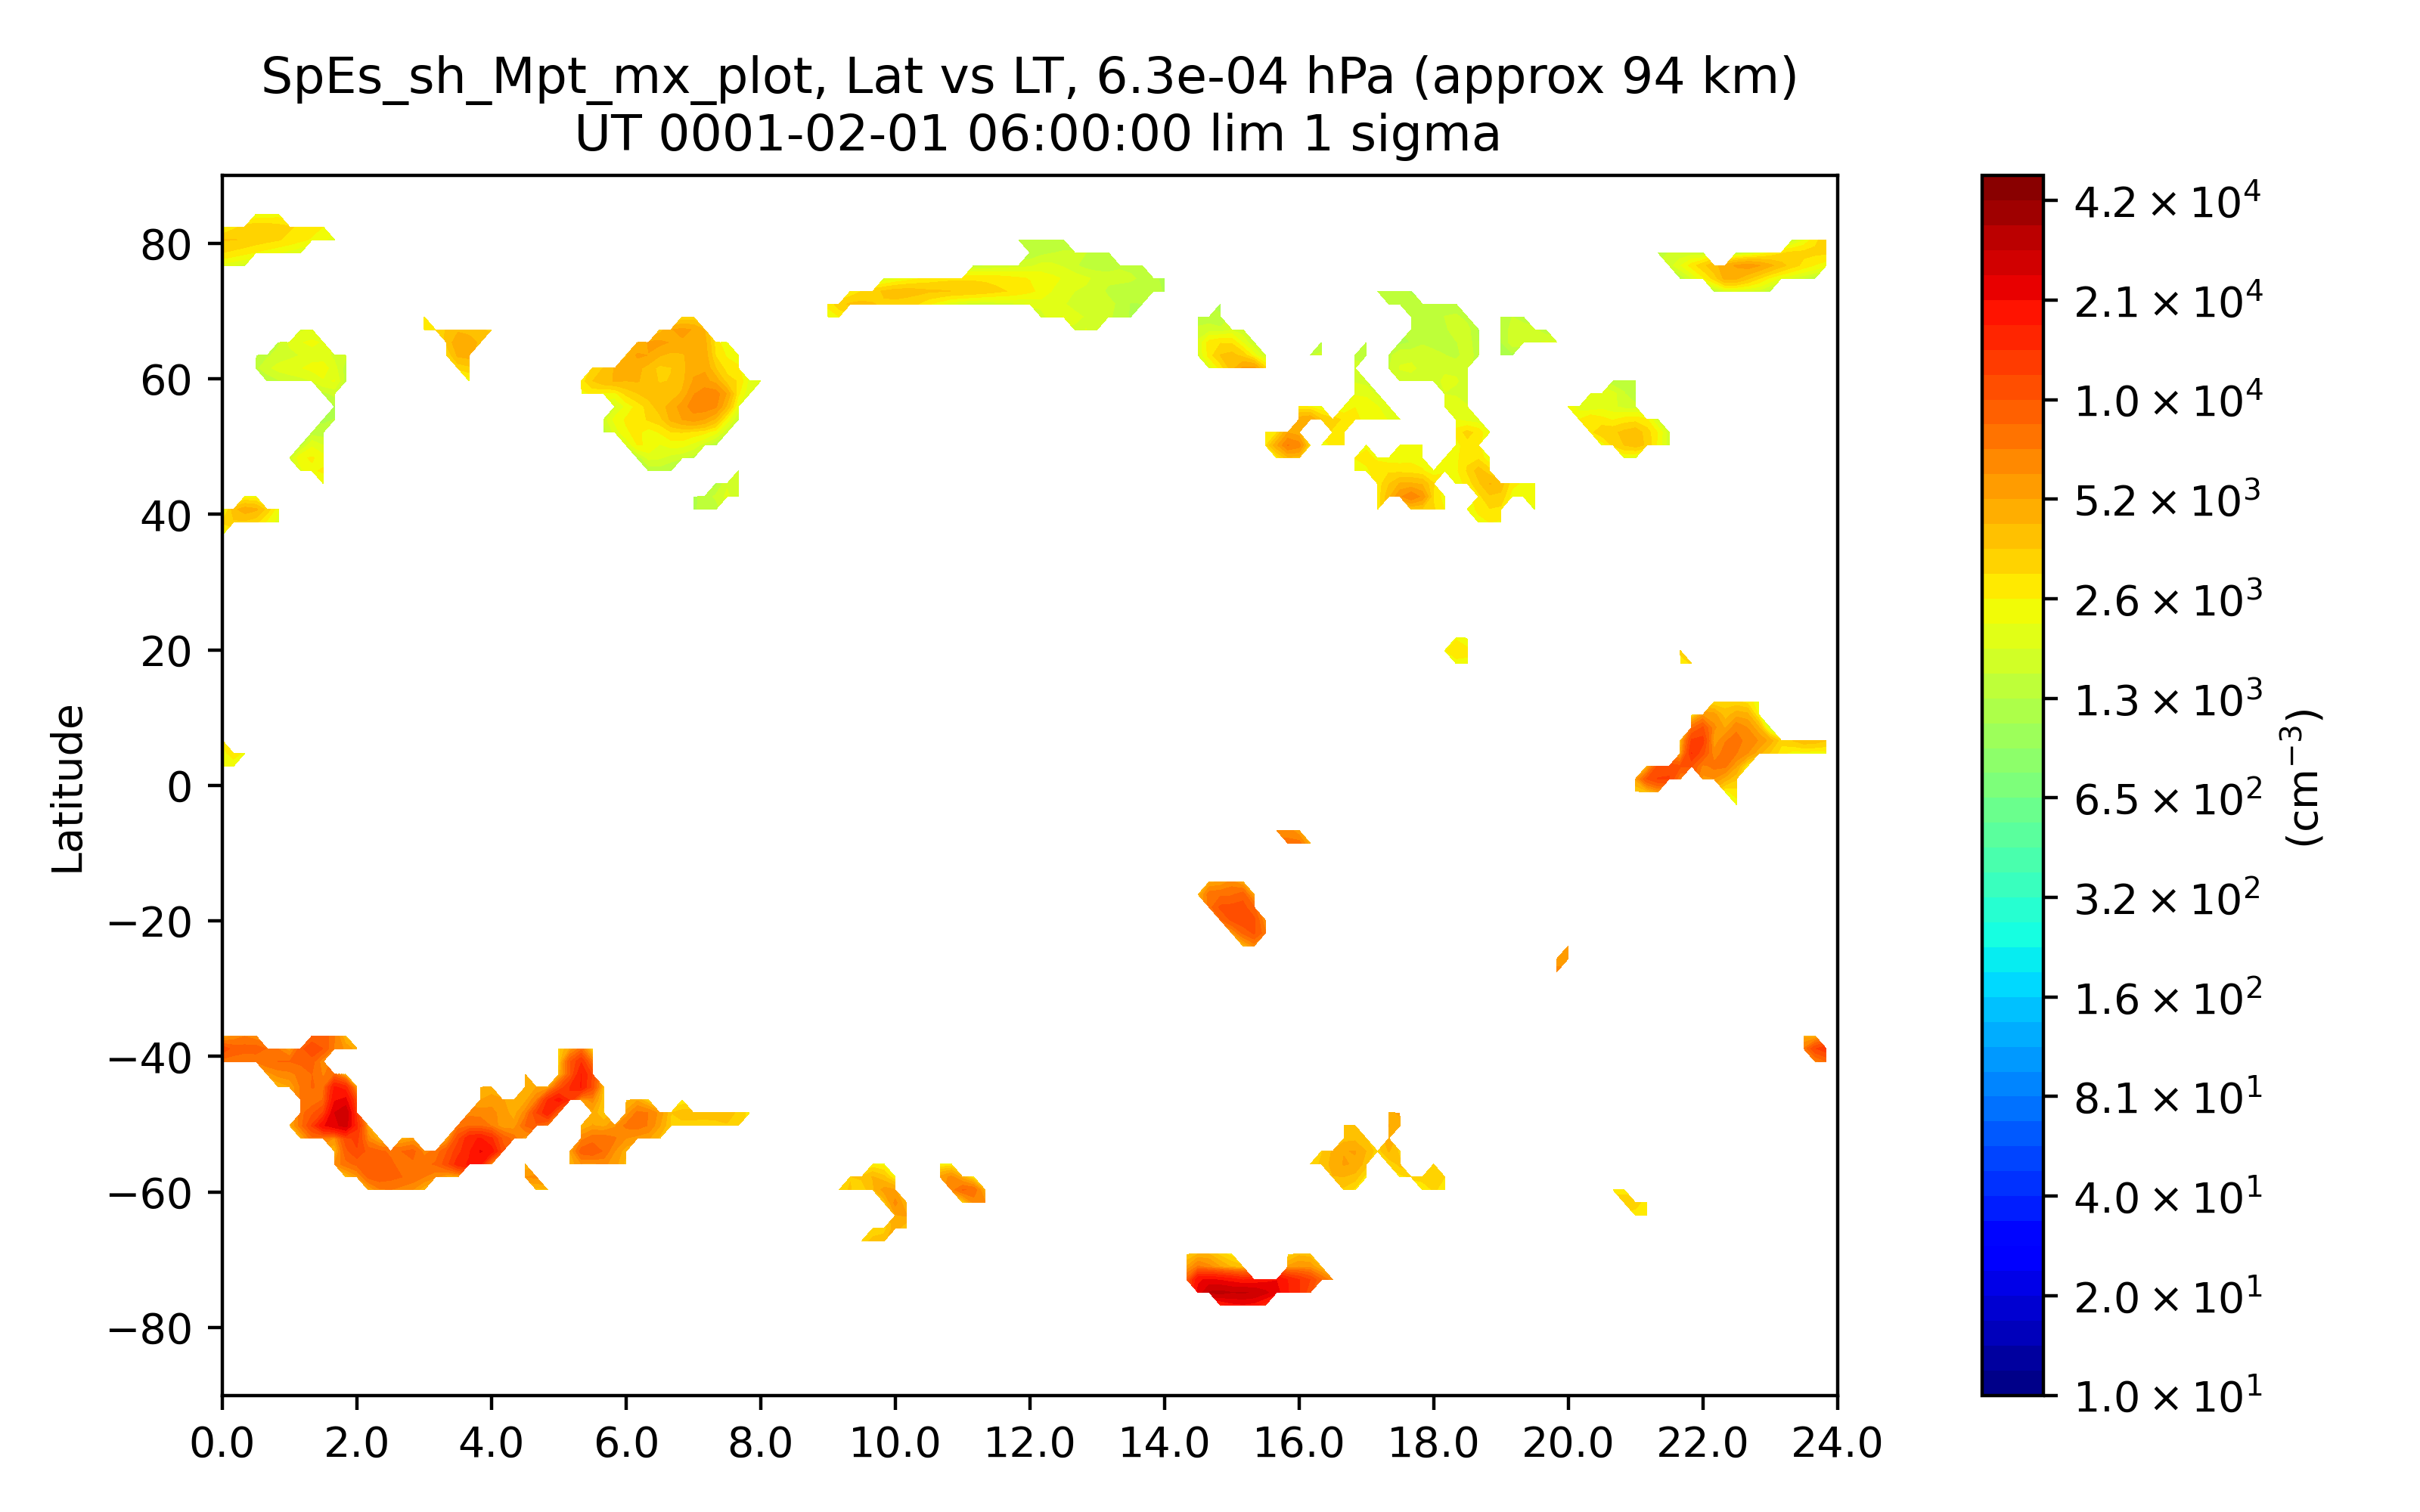 SpEs_sh_Mpt_mx_plot, Lat vs LT, 6.3e-04 hPa (approx 94 km)
UT 0001-02-01 06:00:00 lim 1 sigma
Latitude
80
60
40
20
0
−20
−40
−60
−80
0.0 2.0 4.0 6.0 8.0 10.0 12.0 14.0 16.0 18.0 20.0 22.0 24.0
4.2 × 10⁴
2.1 × 10⁴
1.0 × 10⁴
5.2 × 10³
2.6 × 10³
1.3 × 10³
6.5 × 10²
3.2 × 10²
1.6 × 10²
8.1 × 10¹
4.0 × 10¹
2.0 × 10¹
1.0 × 10¹
(cm⁻³)